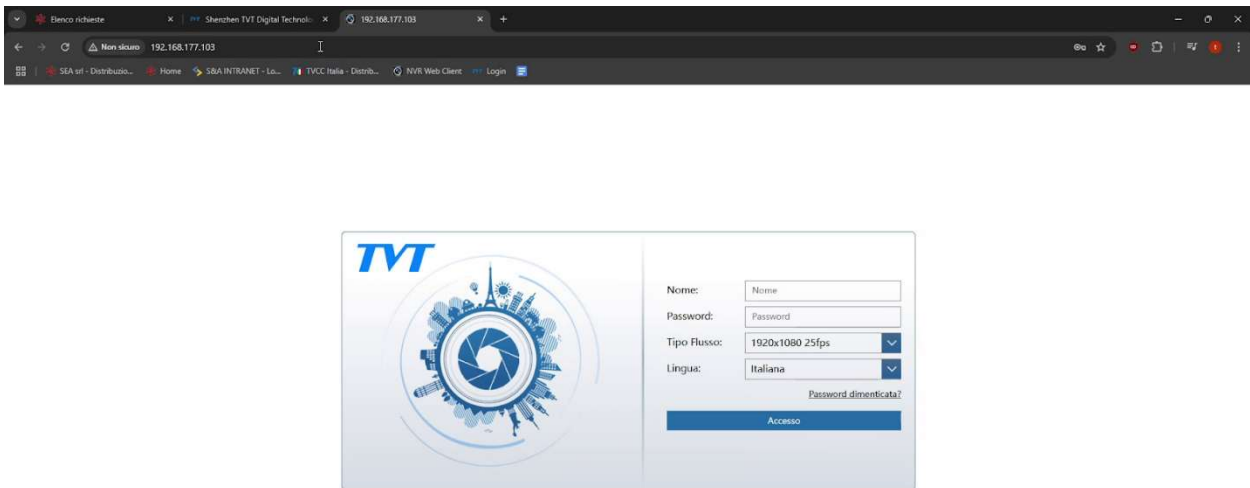 Elenco richieste
Shenzhen TVT Digital Technolo
192.168.177.103
Non sicuro 192.168.177.103
SEA srl - Distribuzio...
Home
S&A INTRANET - Lo...
TVCC Italia - Distrib...
NVR Web Client
Login
TVT
Nome: Nome
Password: Password
Tipo Flusso: 1920x1080 25fps
Lingua: Italiana
Password dimenticata?
Accesso